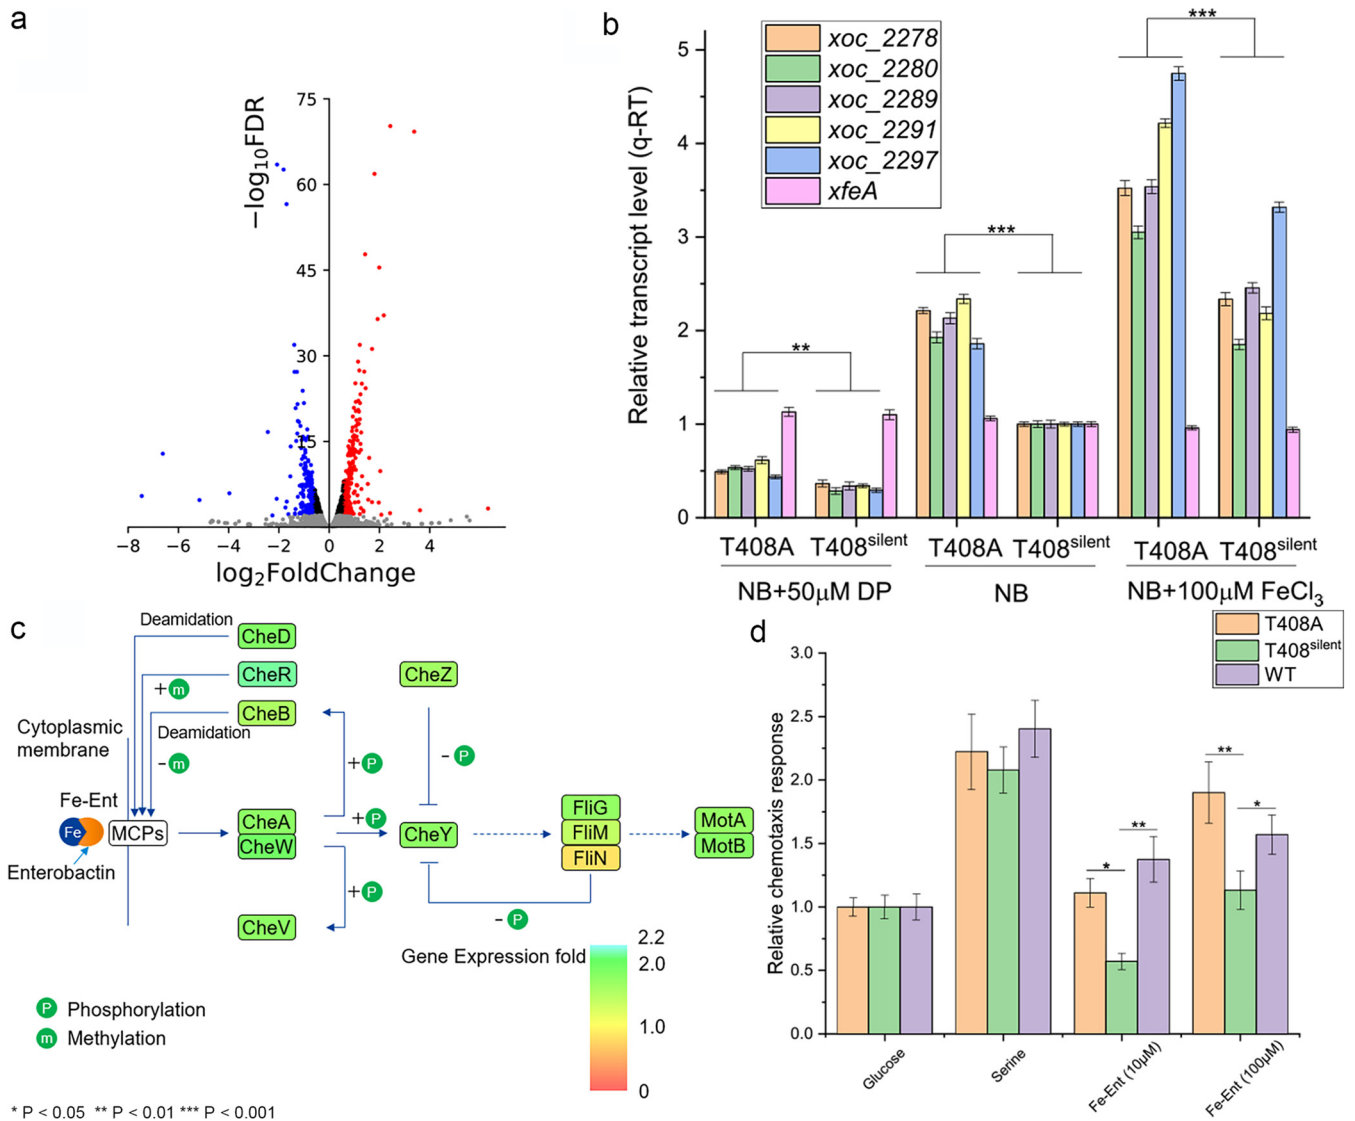 a
−log10FDR
75
60
45
30
15
−8
−6
−4
−2
0
2
4
log2FoldChange
b
Relative transcript level (q-RT)
5
4
3
2
1
0
xoc_2278
xoc_2280
xoc_2289
xoc_2291
xoc_2297
xfeA
**
***
***
T408A
T408silent
T408A
T408silent
T408A
T408silent
NB+50μM DP
NB
NB+100μM FeCl3
c
Deamidation
CheD
CheR
+ m
CheB
Deamidation
− m
Cytoplasmic
membrane
CheZ
+ P
− P
Fe-Ent
Fe
MCPs
Enterobactin
CheA
CheW
+ P
CheY
FliG
FliM
FliN
MotA
MotB
+ P
− P
CheV
Gene Expression fold
2.2
2.0
1.0
0
P Phosphorylation
m Methylation
* P < 0.05 ** P < 0.01 *** P < 0.001
d
T408A
T408silent
WT
Relative chemotaxis response
3.0
2.5
2.0
1.5
1.0
0.5
0.0
*
**
**
*
Glucose
Serine
Fe-Ent (10μM)
Fe-Ent (100μM)